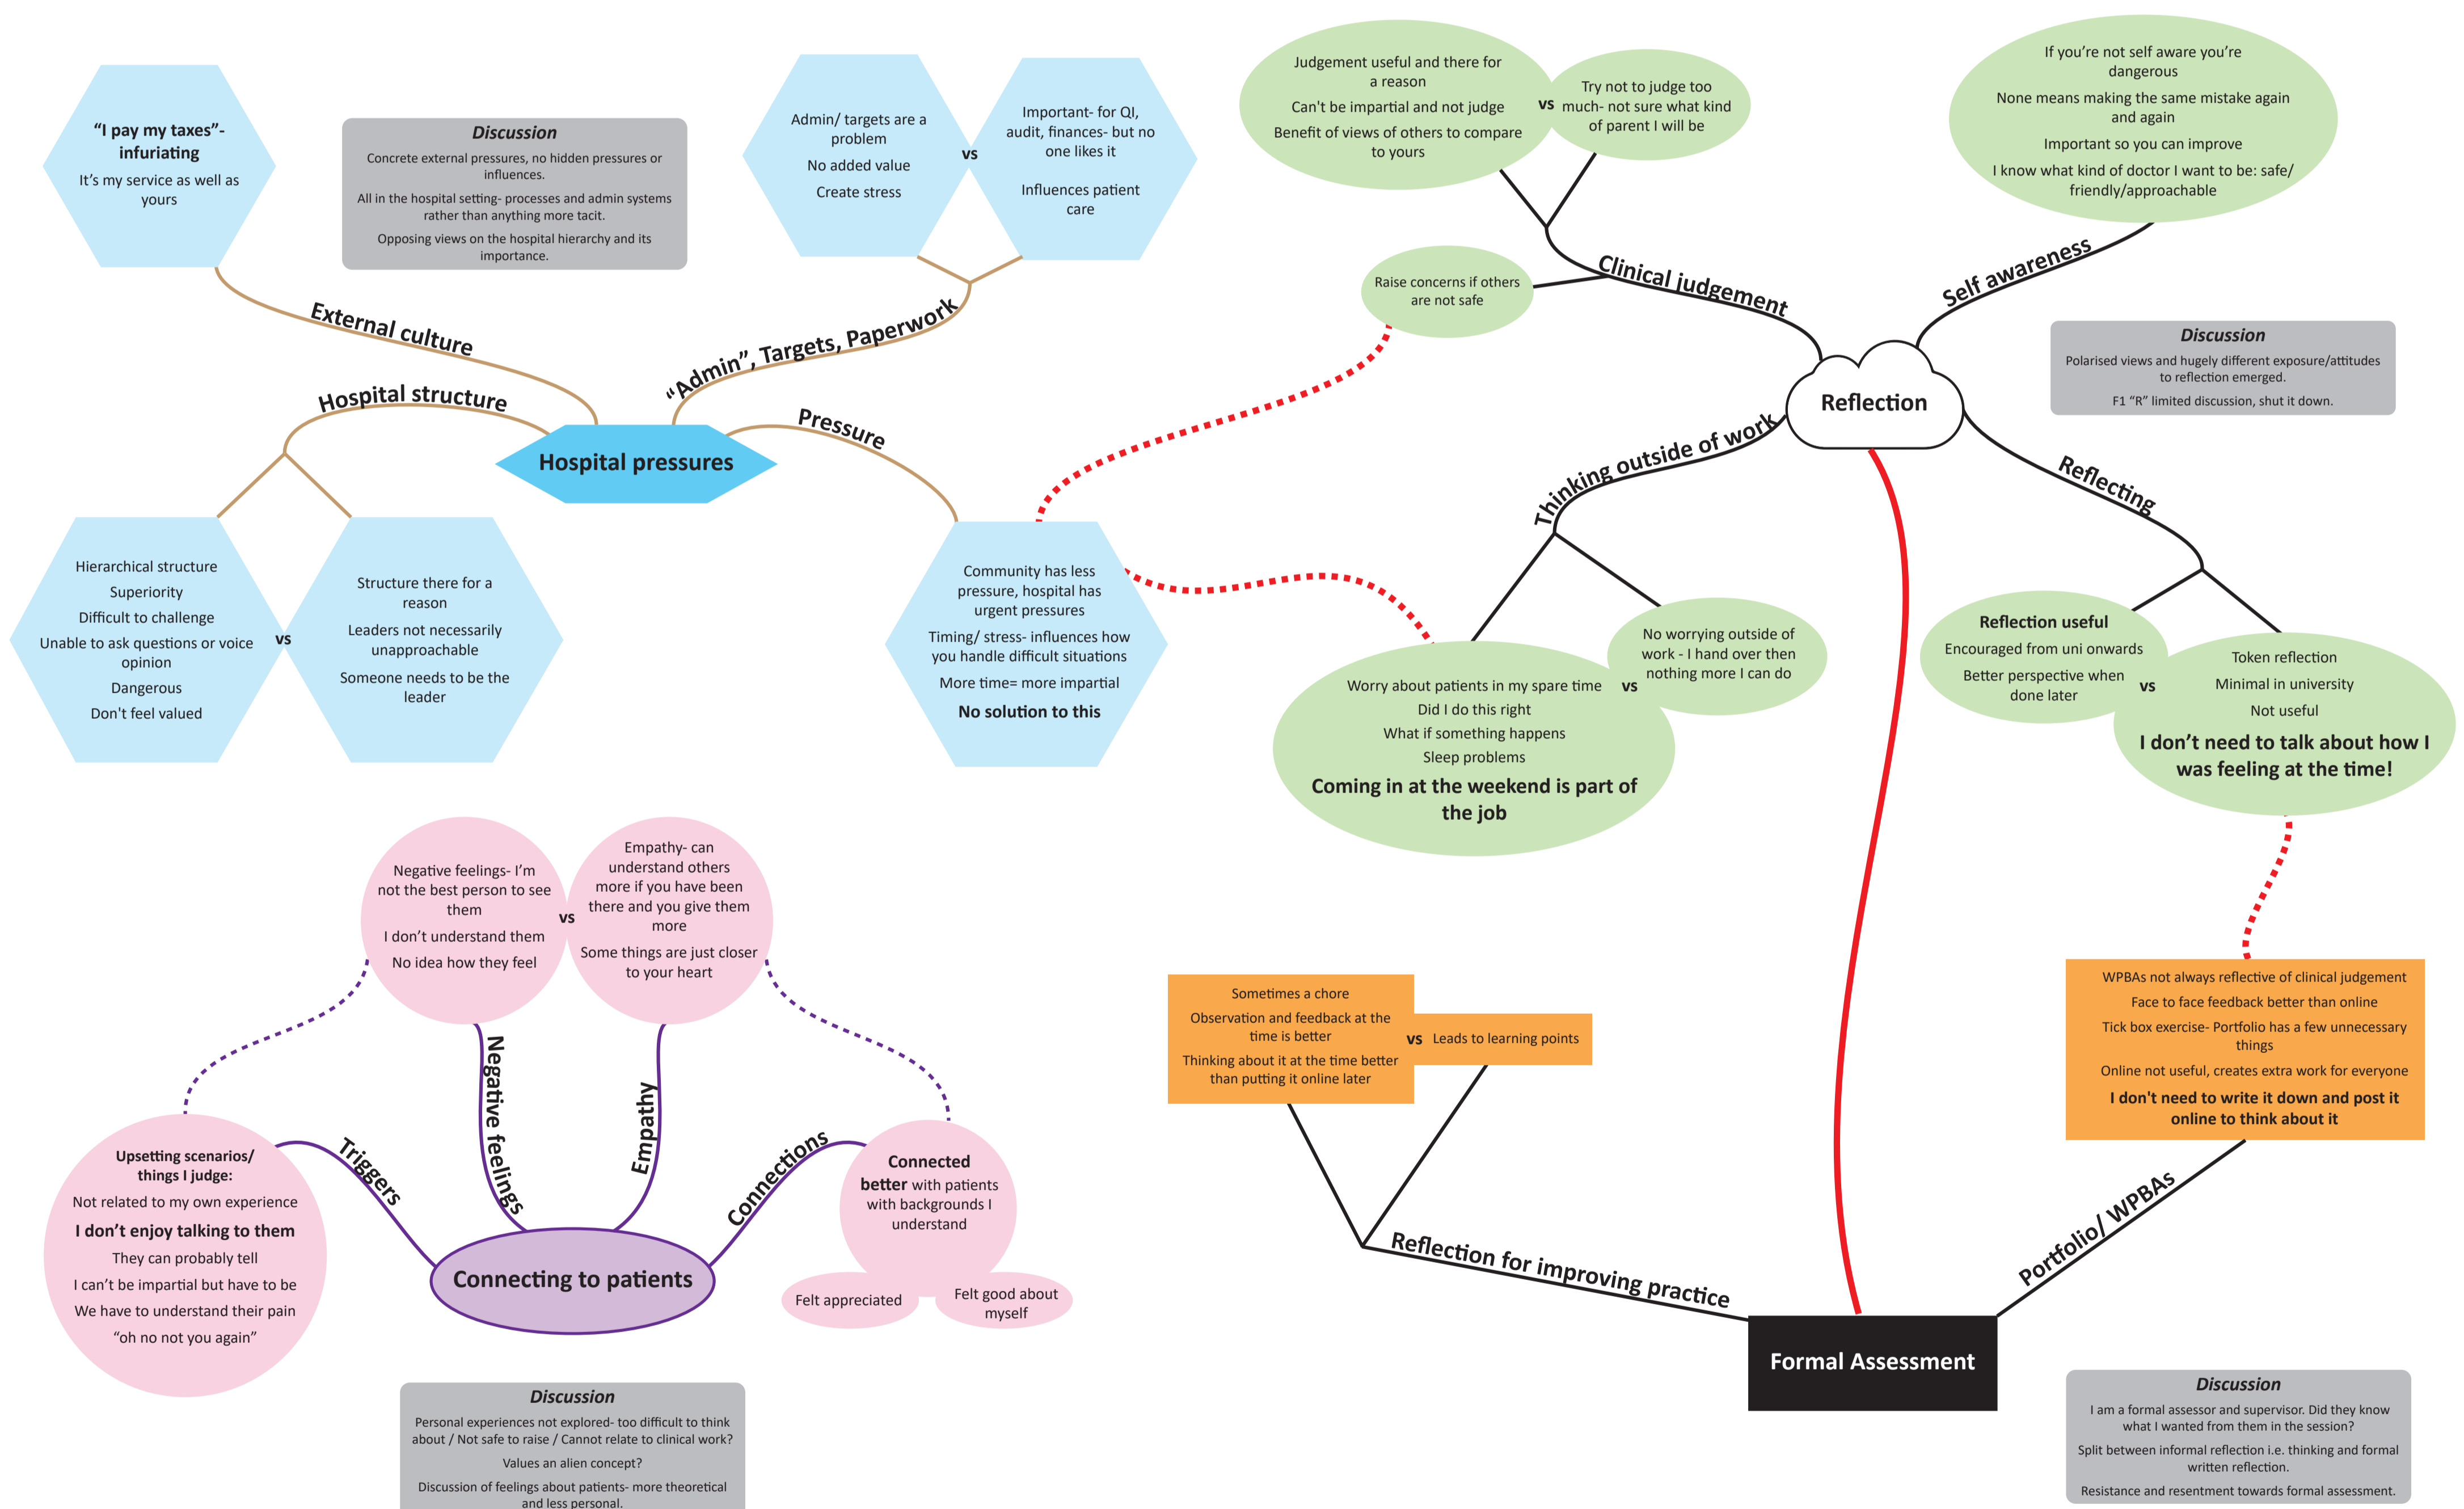 “I pay my taxes”-
infuriating
It’s my service as well as
yours
Discussion
Concrete external pressures, no hidden pressures or
influences.
All in the hospital setting- processes and admin systems
rather than anything more tacit.
Opposing views on the hospital hierarchy and its
importance.
Admin/ targets are a
problem
No added value
Create stress
vs
Important- for QI,
audit, finances- but no
one likes it
Influences patient
care
External culture
“Admin”, Targets, Paperwork
Hospital structure
Pressure
Hospital pressures
Hierarchical structure
Superiority
Difficult to challenge
Unable to ask questions or voice
opinion
Dangerous
Don't feel valued
vs
Structure there for a
reason
Leaders not necessarily
unapproachable
Someone needs to be the
leader
Community has less
pressure, hospital has
urgent pressures
Timing/ stress- influences how
you handle difficult situations
More time= more impartial
No solution to this
Judgement useful and there for
a reason
Can't be impartial and not judge
Benefit of views of others to compare
to yours
vs
Try not to judge too
much- not sure what kind
of parent I will be
Raise concerns if others
are not safe
Clinical judgement
If you’re not self aware you’re
dangerous
None means making the same mistake again
and again
Important so you can improve
I know what kind of doctor I want to be: safe/
friendly/approachable
Self awareness
Discussion
Polarised views and hugely different exposure/attitudes
to reflection emerged.
F1 “R” limited discussion, shut it down.
Reflection
Thinking outside of work
Reflecting
Worry about patients in my spare time
Did I do this right
What if something happens
Sleep problems
Coming in at the weekend is part of
the job
vs
No worrying outside of
work - I hand over then
nothing more I can do
Reflection useful
Encouraged from uni onwards
Better perspective when
done later
vs
Token reflection
Minimal in university
Not useful
I don’t need to talk about how I
was feeling at the time!
Negative feelings- I’m
not the best person to see
them
I don’t understand them
No idea how they feel
vs
Empathy- can
understand others
more if you have been
there and you give them
more
Some things are just closer
to your heart
Triggers
Negative feelings
Empathy
Connections
Upsetting scenarios/
things I judge:
Not related to my own experience
I don’t enjoy talking to them
They can probably tell
I can’t be impartial but have to be
We have to understand their pain
“oh no not you again”
Connecting to patients
Connected
better with patients
with backgrounds I
understand
Felt appreciated
Felt good about
myself
Discussion
Personal experiences not explored- too difficult to think
about / Not safe to raise / Cannot relate to clinical work?
Values an alien concept?
Discussion of feelings about patients- more theoretical
and less personal.
Sometimes a chore
Observation and feedback at the
time is better
Thinking about it at the time better
than putting it online later
vs
Leads to learning points
WPBAs not always reflective of clinical judgement
Face to face feedback better than online
Tick box exercise- Portfolio has a few unnecessary
things
Online not useful, creates extra work for everyone
I don't need to write it down and post it
online to think about it
Reflection for improving practice
Portfolio/ WPBAs
Formal Assessment
Discussion
I am a formal assessor and supervisor. Did they know
what I wanted from them in the session?
Split between informal reflection i.e. thinking and formal
written reflection.
Resistance and resentment towards formal assessment.